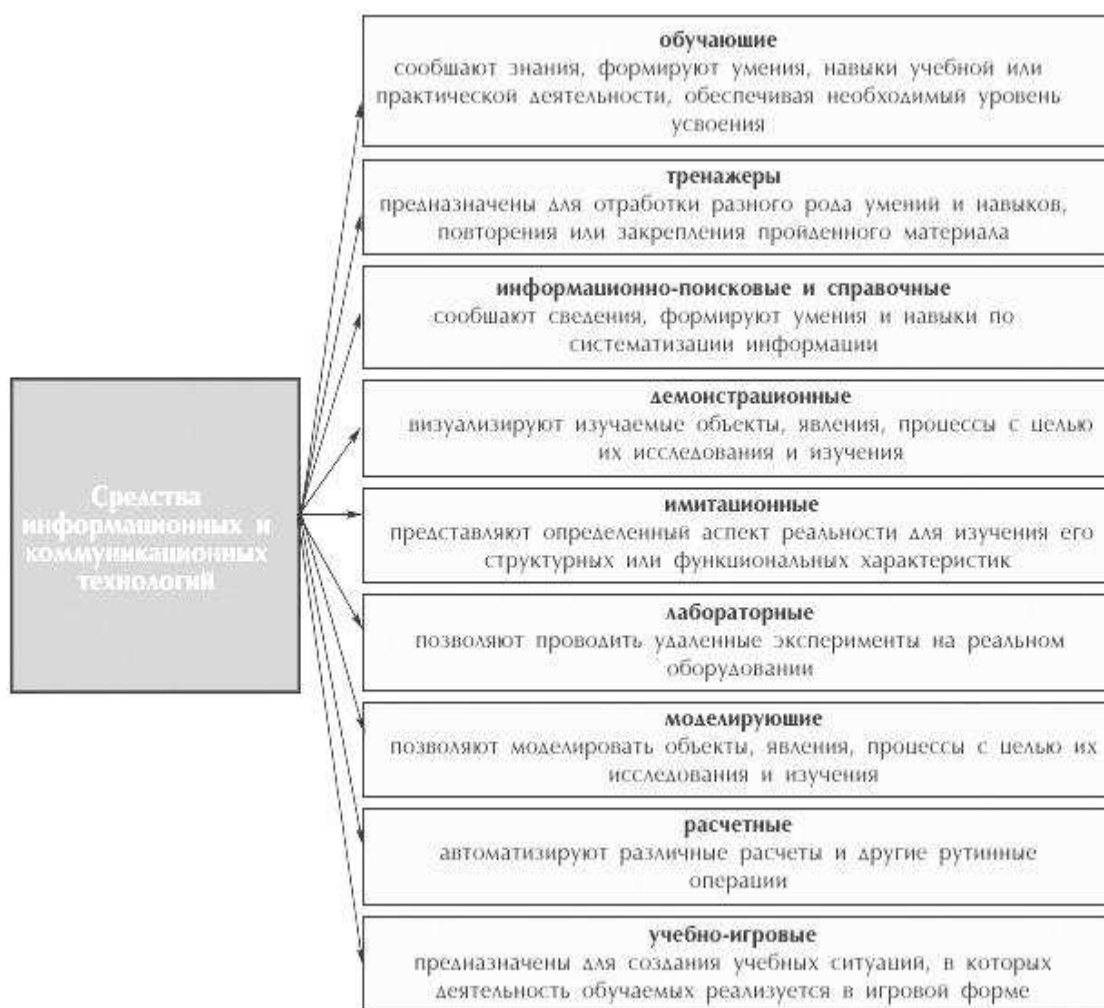 обучающие
сообщают знания, формируют умения, навыки учебной или
практической деятельности, обеспечивая необходимый уровень
усвоения
тренажеры
предназначены для отработки разного рода умений и навыков,
повторения или закрепления пройденного материала
информационно-поисковые и справочные
сообщают сведения, формируют умения и навыки по
систематизации информации
демонстрационные
визуализируют изучаемые объекты, явления, процессы с целью
их исследования и изучения
Средства
информационных и
коммуникационных
технологий
имитационные
представляют определенный аспект реальности для изучения его
структурных или функциональных характеристик
лабораторные
позволяют проводить удаленные эксперименты на реальном
оборудовании
моделирующие
позволяют моделировать объекты, явления, процессы с целью их
исследования и изучения
расчетные
автоматизируют различные расчеты и другие рутинные
операции
учебно-игровые
предназначены для создания учебных ситуаций, в которых
деятельность обучаемых реализуется в игровой форме